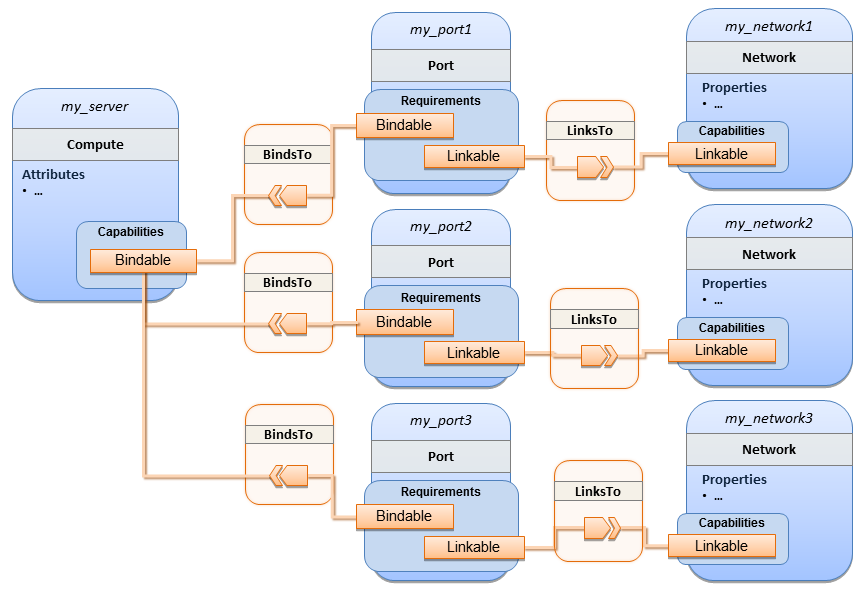 my_server
Compute
Attributes
• ...
Capabilities
Bindable
BindsTo
BindsTo
BindsTo
my_port1
Port
Requirements
Bindable
Linkable
my_port2
Port
Requirements
Bindable
Linkable
my_port3
Port
Requirements
Bindable
Linkable
LinksTo
LinksTo
LinksTo
my_network1
Network
Properties
• ...
Capabilities
Linkable
my_network2
Network
Properties
• ...
Capabilities
Linkable
my_network3
Network
Properties
• ...
Capabilities
Linkable